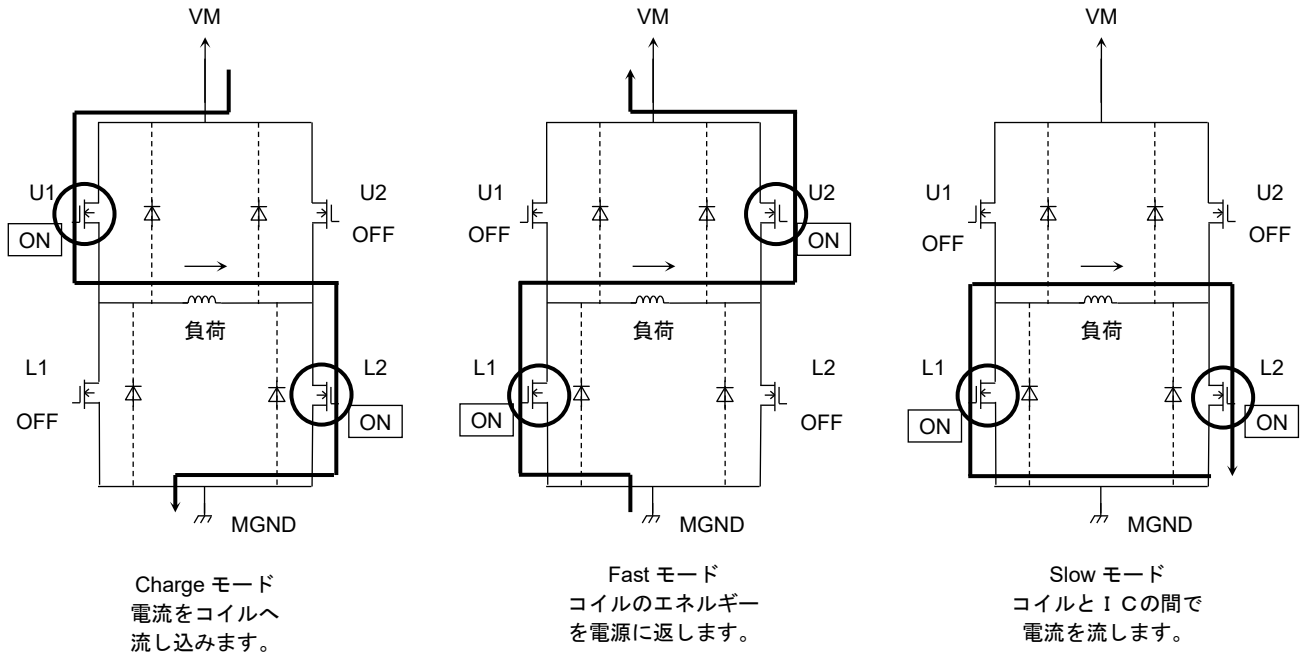 VM
U1
ON
U2
OFF
負荷
L1
OFF
L2
ON
MGND
Charge モード
電流をコイルへ
流し込みます。
VM
U1
OFF
U2
ON
負荷
L1
ON
L2
OFF
MGND
Fast モード
コイルのエネルギー
を電源に返します。
VM
U1
OFF
U2
OFF
負荷
L1
ON
L2
ON
MGND
Slow モード
コイルとＩＣの間で
電流を流します。